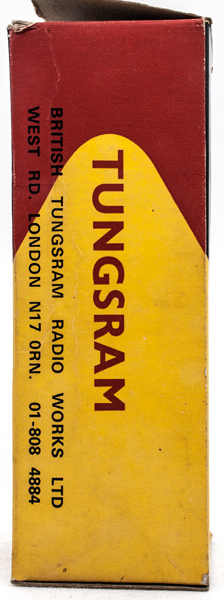 TUNGSRAM
BRITISH TUNGSRAM RADIO WORKS LTD
WEST RD. LONDON N17 0RN. 01-808 4884